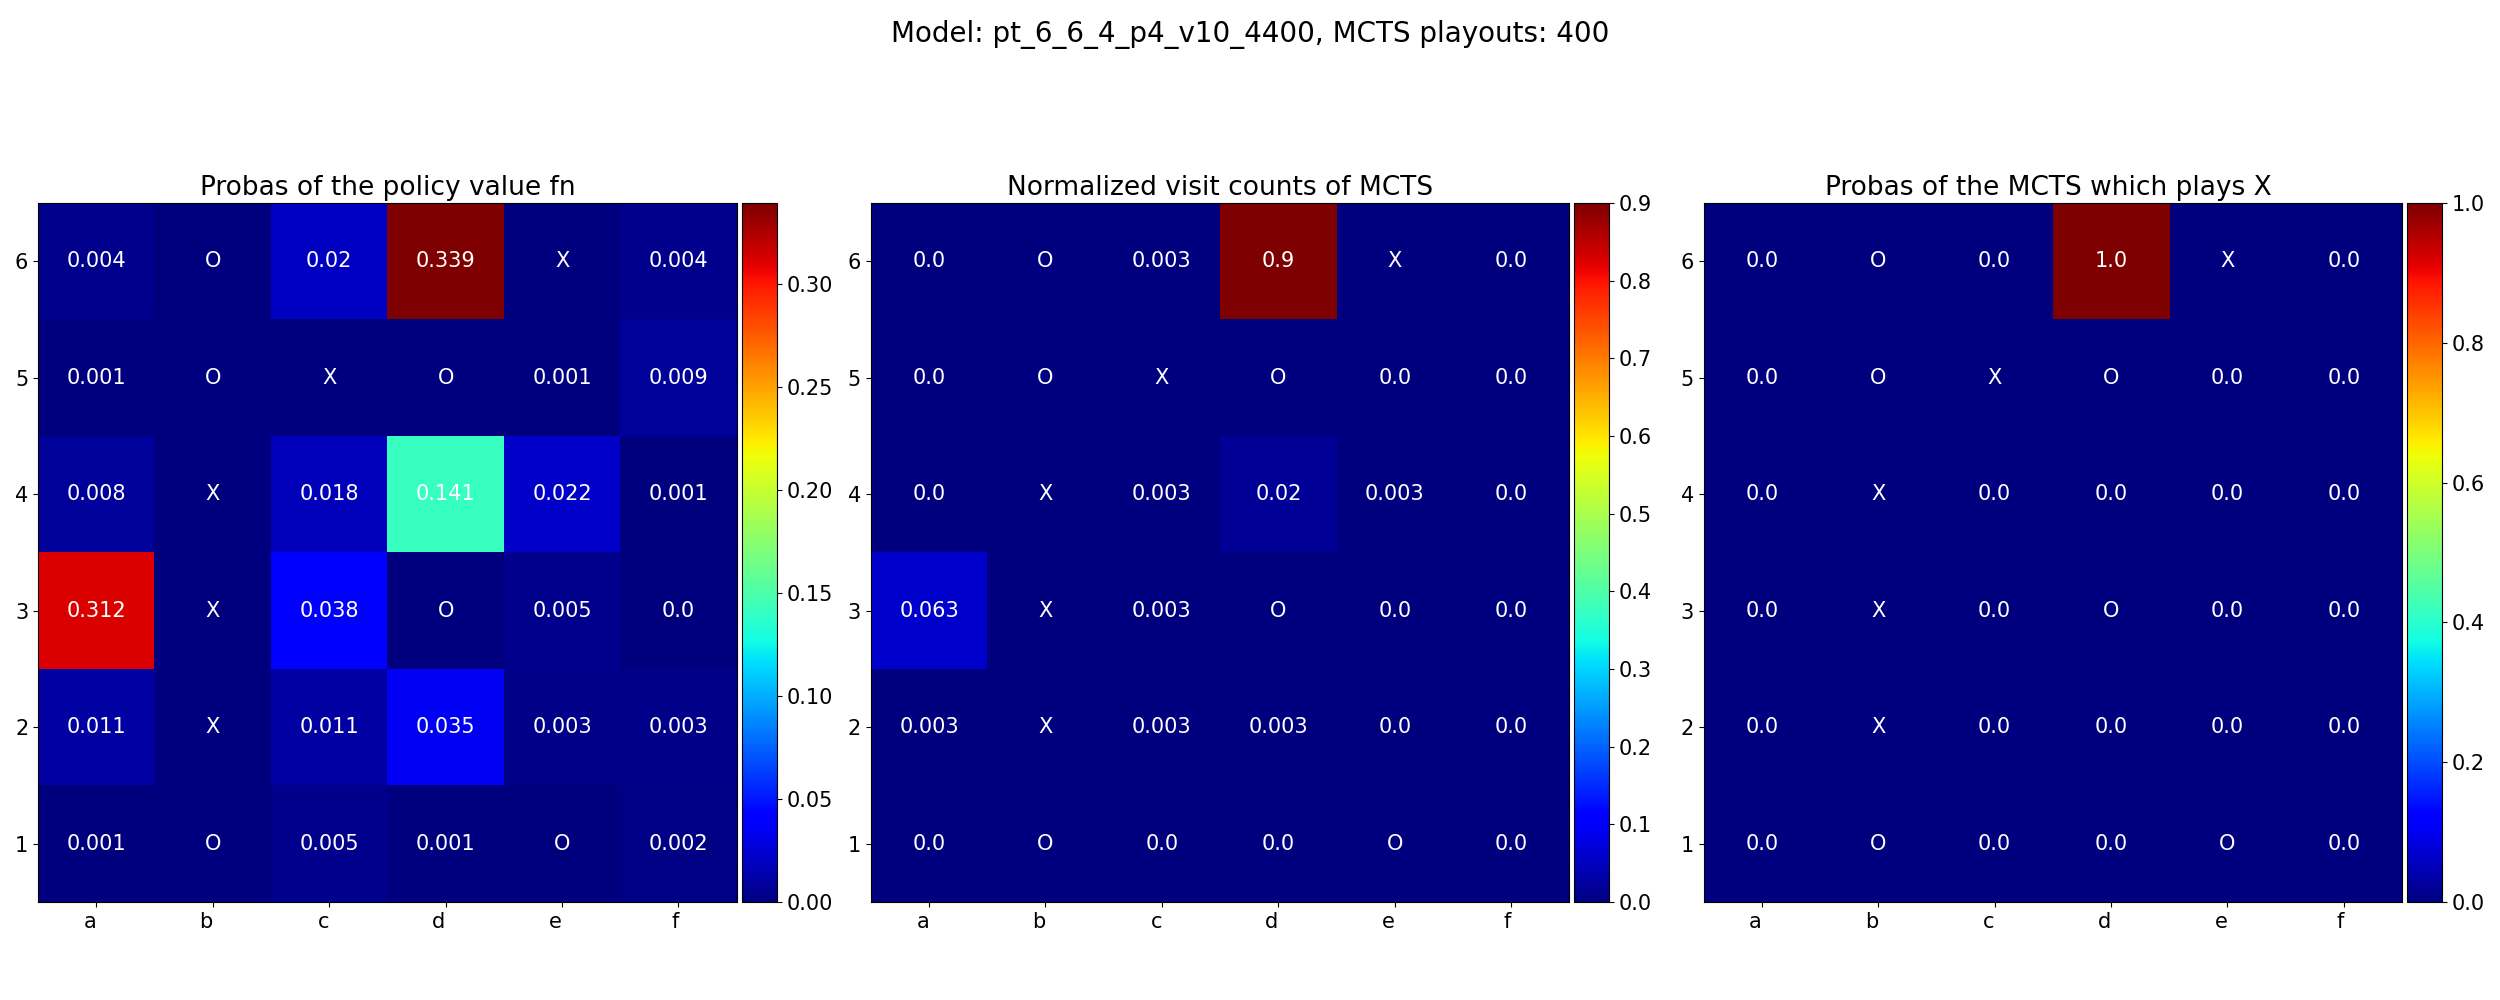 Model: pt_6_6_4_p4_v10_4400, MCTS playouts: 400
Probas of the policy value fn
6 0.004 O 0.02 0.339 X 0.004
5 0.001 O X O 0.001 0.009
4 0.008 X 0.018 0.141 0.022 0.001
3 0.312 X 0.038 O 0.005 0.0
2 0.011 X 0.011 0.035 0.003 0.003
1 0.001 O 0.005 0.001 O 0.002
a b c d e f
0.30
0.25
0.20
0.15
0.10
0.05
0.00
Normalized visit counts of MCTS
6 0.0 O 0.003 0.9 X 0.0
5 0.0 O X O 0.0 0.0
4 0.0 X 0.003 0.02 0.003 0.0
3 0.063 X 0.003 O 0.0 0.0
2 0.003 X 0.003 0.003 0.0 0.0
1 0.0 O 0.0 0.0 O 0.0
a b c d e f
0.9
0.8
0.7
0.6
0.5
0.4
0.3
0.2
0.1
0.0
Probas of the MCTS which plays X
6 0.0 O 0.0 1.0 X 0.0
5 0.0 O X O 0.0 0.0
4 0.0 X 0.0 0.0 0.0 0.0
3 0.0 X 0.0 O 0.0 0.0
2 0.0 X 0.0 0.0 0.0 0.0
1 0.0 O 0.0 0.0 O 0.0
a b c d e f
1.0
0.8
0.6
0.4
0.2
0.0